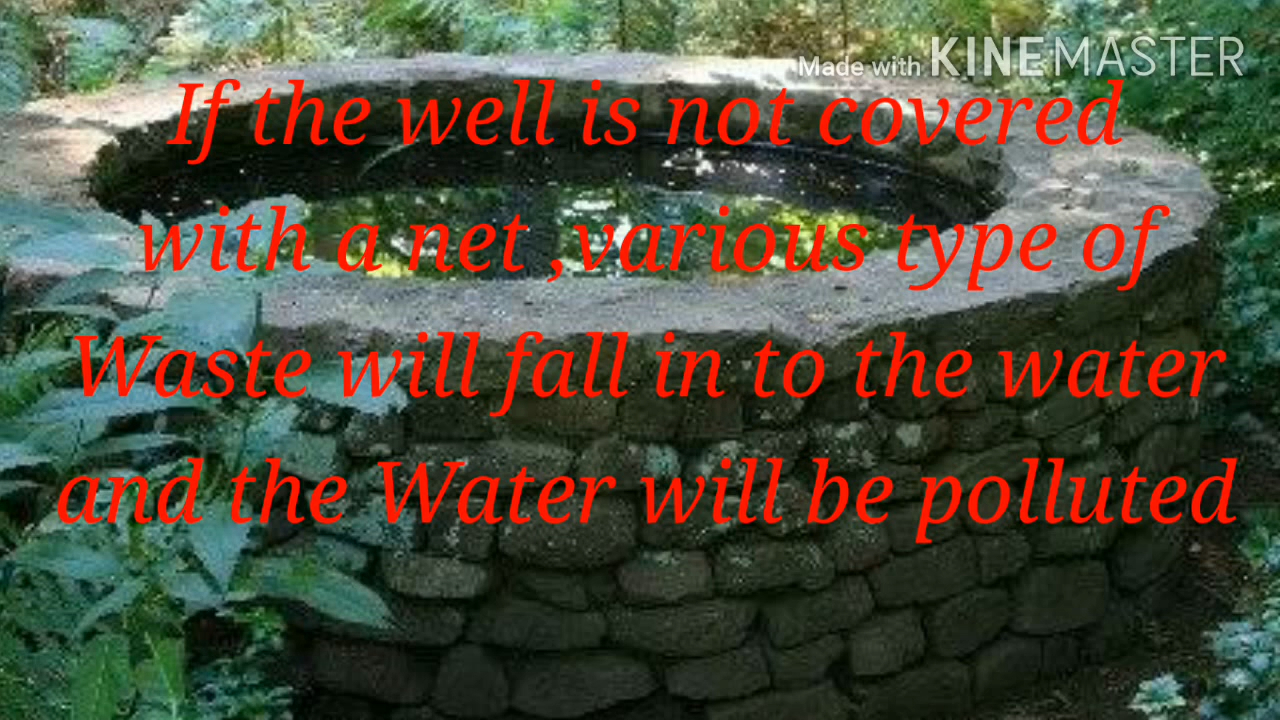 Made with KINEMASTER
If the well is not covered
with a net ,various type of
Waste will fall in to the water
and the Water will be polluted